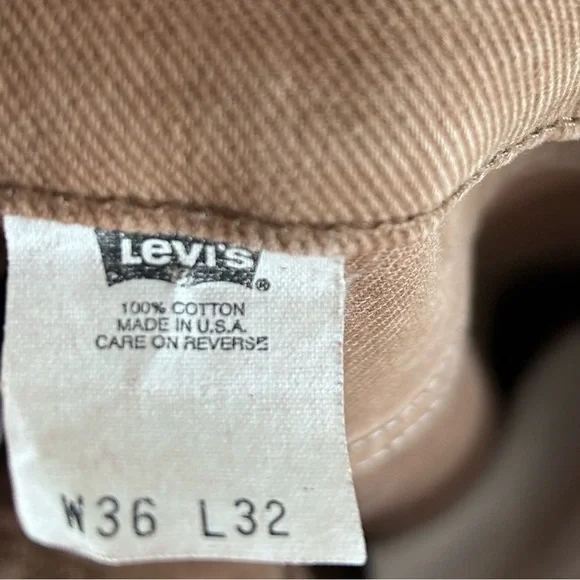 Levi's®
100% COTTON
MADE IN U.S.A.
CARE ON REVERSE
W36 L32